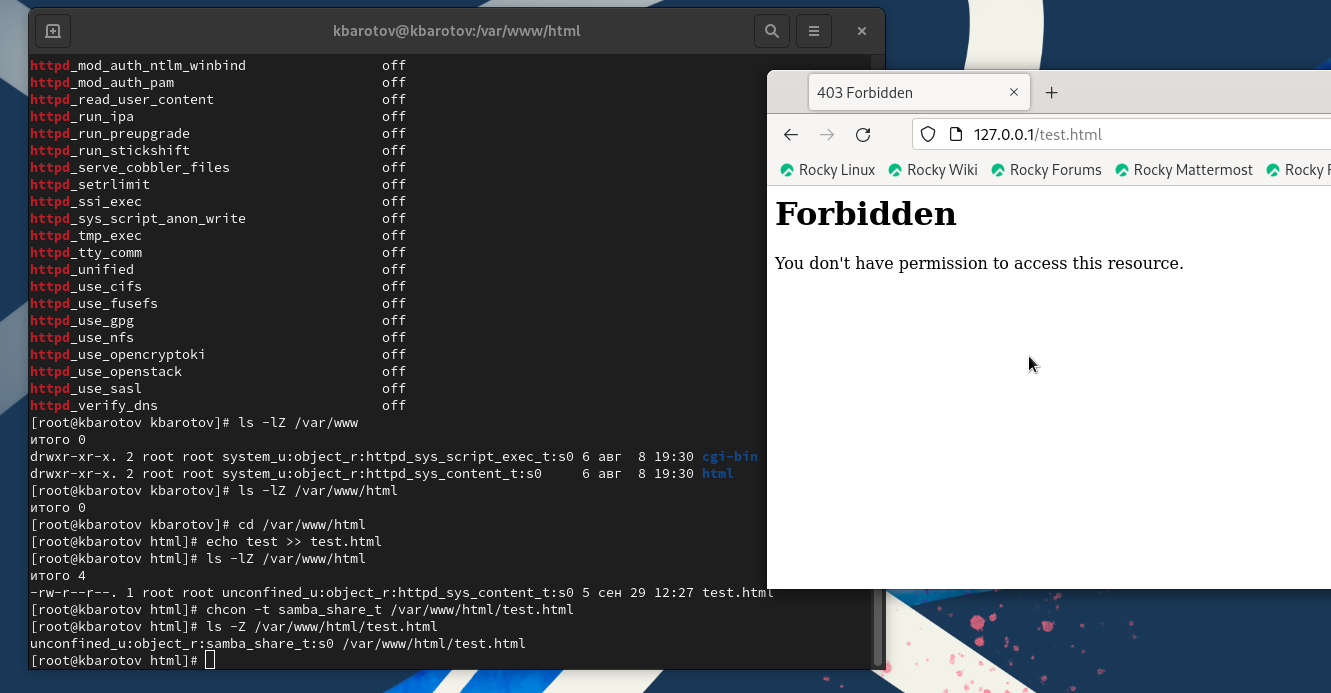 kbarotov@kbarotov:/var/www/html
httpd_mod_auth_ntlm_winbind off
httpd_mod_auth_pam off
httpd_read_user_content off
httpd_run_ipa off
httpd_run_preupgrade off
httpd_run_stickshift off
httpd_serve_cobbler_files off
httpd_setrlimit off
httpd_ssi_exec off
httpd_sys_script_anon_write off
httpd_tmp_exec off
httpd_tty_comm off
httpd_unified off
httpd_use_cifs off
httpd_use_fusefs off
httpd_use_gpg off
httpd_use_nfs off
httpd_use_opencryptoki off
httpd_use_openstack off
httpd_use_sasl off
httpd_verify_dns off
[root@kbarotov kbarotov]# ls -lZ /var/www
итого 0
drwxr-xr-x. 2 root root system_u:object_r:httpd_sys_script_exec_t:s0 6 авг  8 19:30 cgi-bin
drwxr-xr-x. 2 root root system_u:object_r:httpd_sys_content_t:s0     6 авг  8 19:30 html
[root@kbarotov kbarotov]# ls -lZ /var/www/html
итого 0
[root@kbarotov kbarotov]# cd /var/www/html
[root@kbarotov html]# echo test >> test.html
[root@kbarotov html]# ls -lZ /var/www/html
итого 4
-rw-r--r--. 1 root root unconfined_u:object_r:httpd_sys_content_t:s0 5 сен 29 12:27 test.html
[root@kbarotov html]# chcon -t samba_share_t /var/www/html/test.html
[root@kbarotov html]# ls -Z /var/www/html/test.html
unconfined_u:object_r:samba_share_t:s0 /var/www/html/test.html
[root@kbarotov html]#
403 Forbidden
127.0.0.1/test.html
Rocky Linux Rocky Wiki Rocky Forums Rocky Mattermost Rocky
Forbidden
You don't have permission to access this resource.